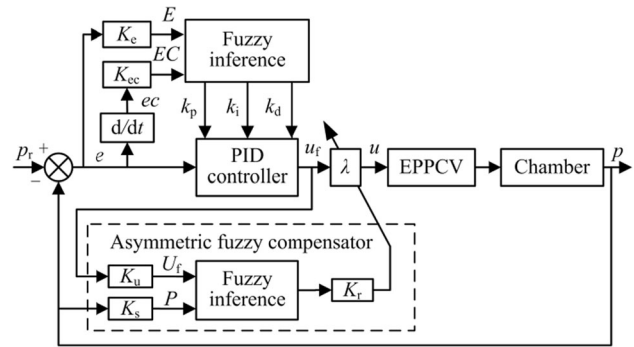 E
K_e
Fuzzy inference
EC
K_ec
ec
k_p k_i k_d
d/dt
p_r + e
−
PID controller
u_f
λ
u
EPPCV
Chamber
p
Asymmetric fuzzy compensator
K_u
U_f
Fuzzy inference
K_r
K_s
P